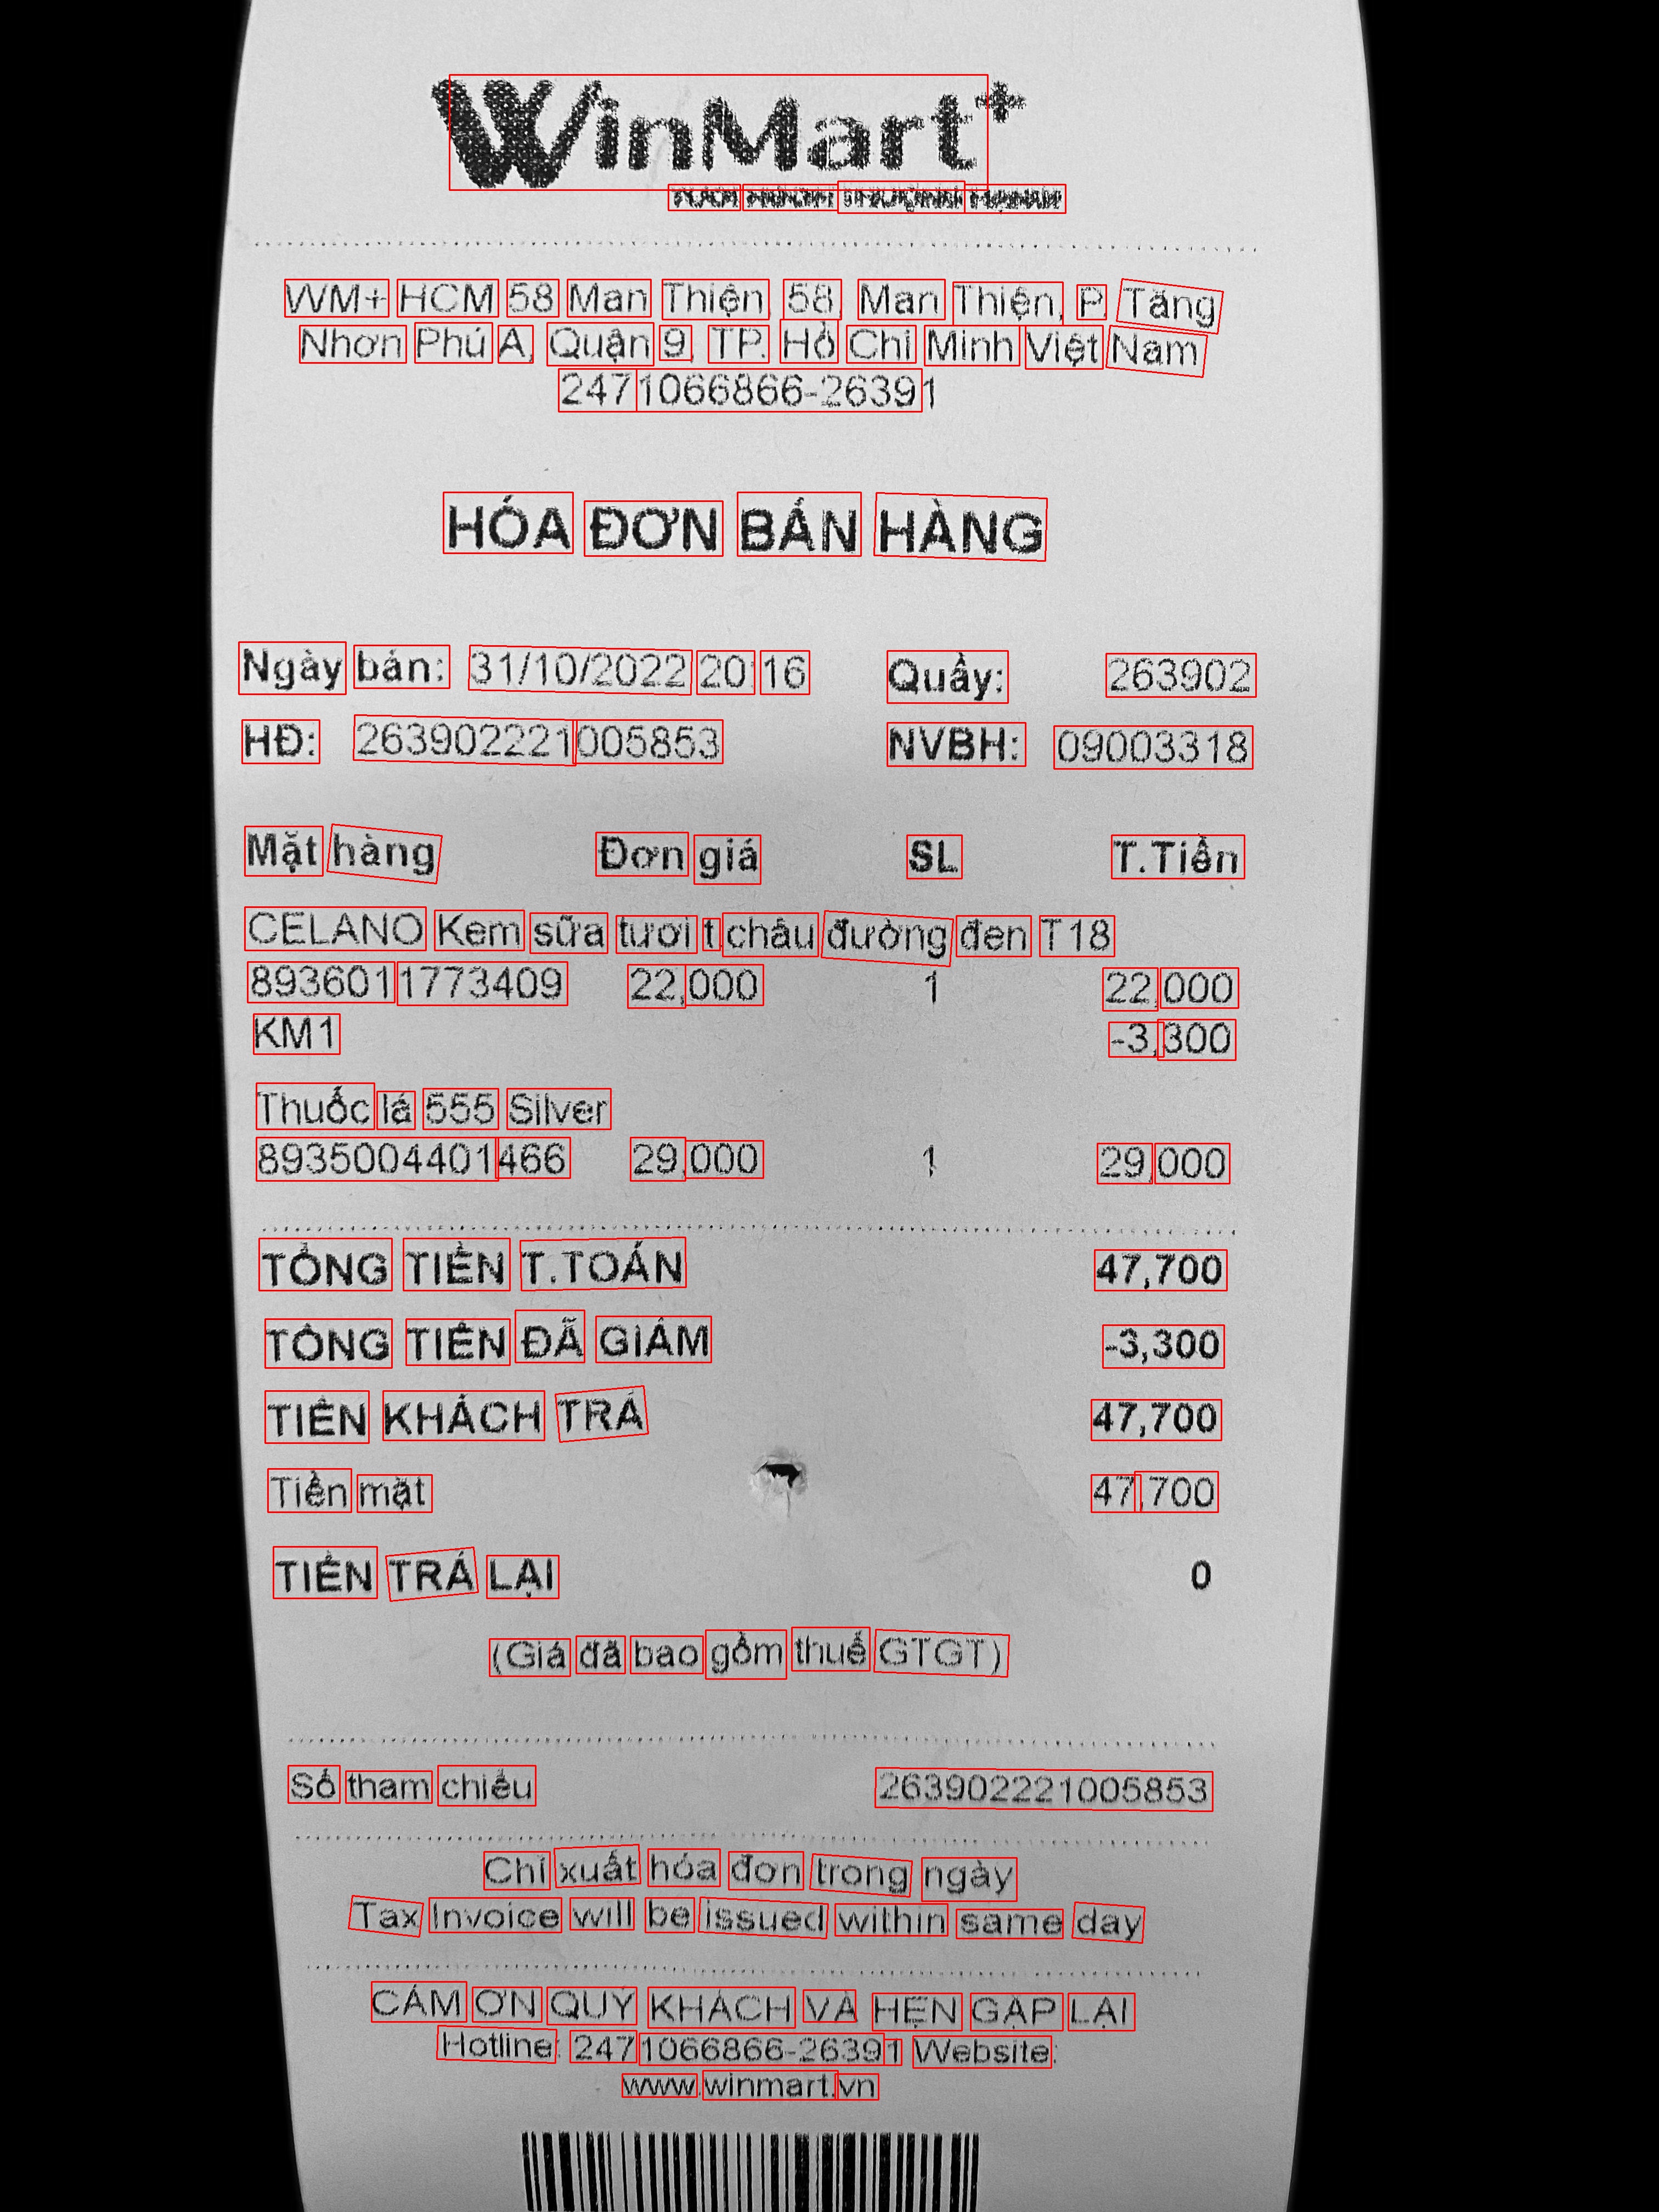 WinMart+
WM+ HCM 58 Man Thiện, 58, Man Thiện, P. Tăng
Nhơn Phú A, Quận 9, TP. Hồ Chí Minh Việt Nam
2471066866-26391
HÓA ĐƠN BÁN HÀNG
Ngày bán: 31/10/2022 20:16 Quầy: 263902
HĐ: 263902221005853 NVBH: 09003318
Mặt hàng Đơn giá SL T.Tiền
CELANO Kem sữa tươi t.châu đường đen T18
8936011773409 22,000 1 22,000
KM1 -3,300
Thuốc lá 555 Silver
8935004401466 29,000 1 29,000
TỔNG TIỀN T.TOÁN 47,700
TỔNG TIỀN ĐÃ GIẢM -3,300
TIỀN KHÁCH TRẢ 47,700
Tiền mặt 47,700
TIỀN TRẢ LẠI 0
(Giá đã bao gồm thuế GTGT)
Số tham chiếu 263902221005853
Chỉ xuất hóa đơn trong ngày
Tax Invoice will be issued within same day
CẢM ƠN QUÝ KHÁCH VÀ HẸN GẶP LẠI
Hotline: 2471066866-26391 Website:
www.winmart.vn